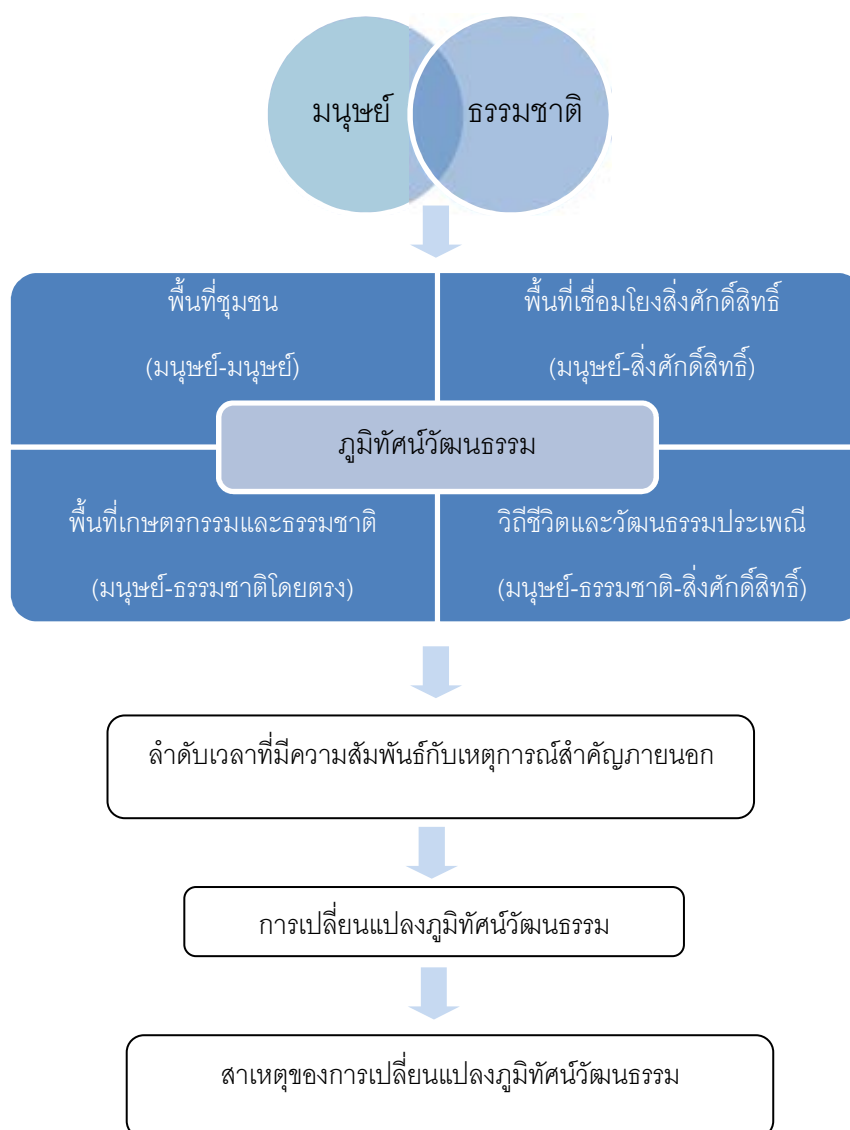 มนุษย์
ธรรมชาติ
พื้นที่ชุมชน
(มนุษย์-มนุษย์)
พื้นที่เชื่อมโยงสิ่งศักดิ์สิทธิ์
(มนุษย์-สิ่งศักดิ์สิทธิ์)
ภูมิทัศน์วัฒนธรรม
พื้นที่เกษตรกรรมและธรรมชาติ
(มนุษย์-ธรรมชาติโดยตรง)
วิถีชีวิตและวัฒนธรรมประเพณี
(มนุษย์-ธรรมชาติ-สิ่งศักดิ์สิทธิ์)
ลำดับเวลาที่มีความสัมพันธ์กับเหตุการณ์สำคัญภายนอก
การเปลี่ยนแปลงภูมิทัศน์วัฒนธรรม
สาเหตุของการเปลี่ยนแปลงภูมิทัศน์วัฒนธรรม